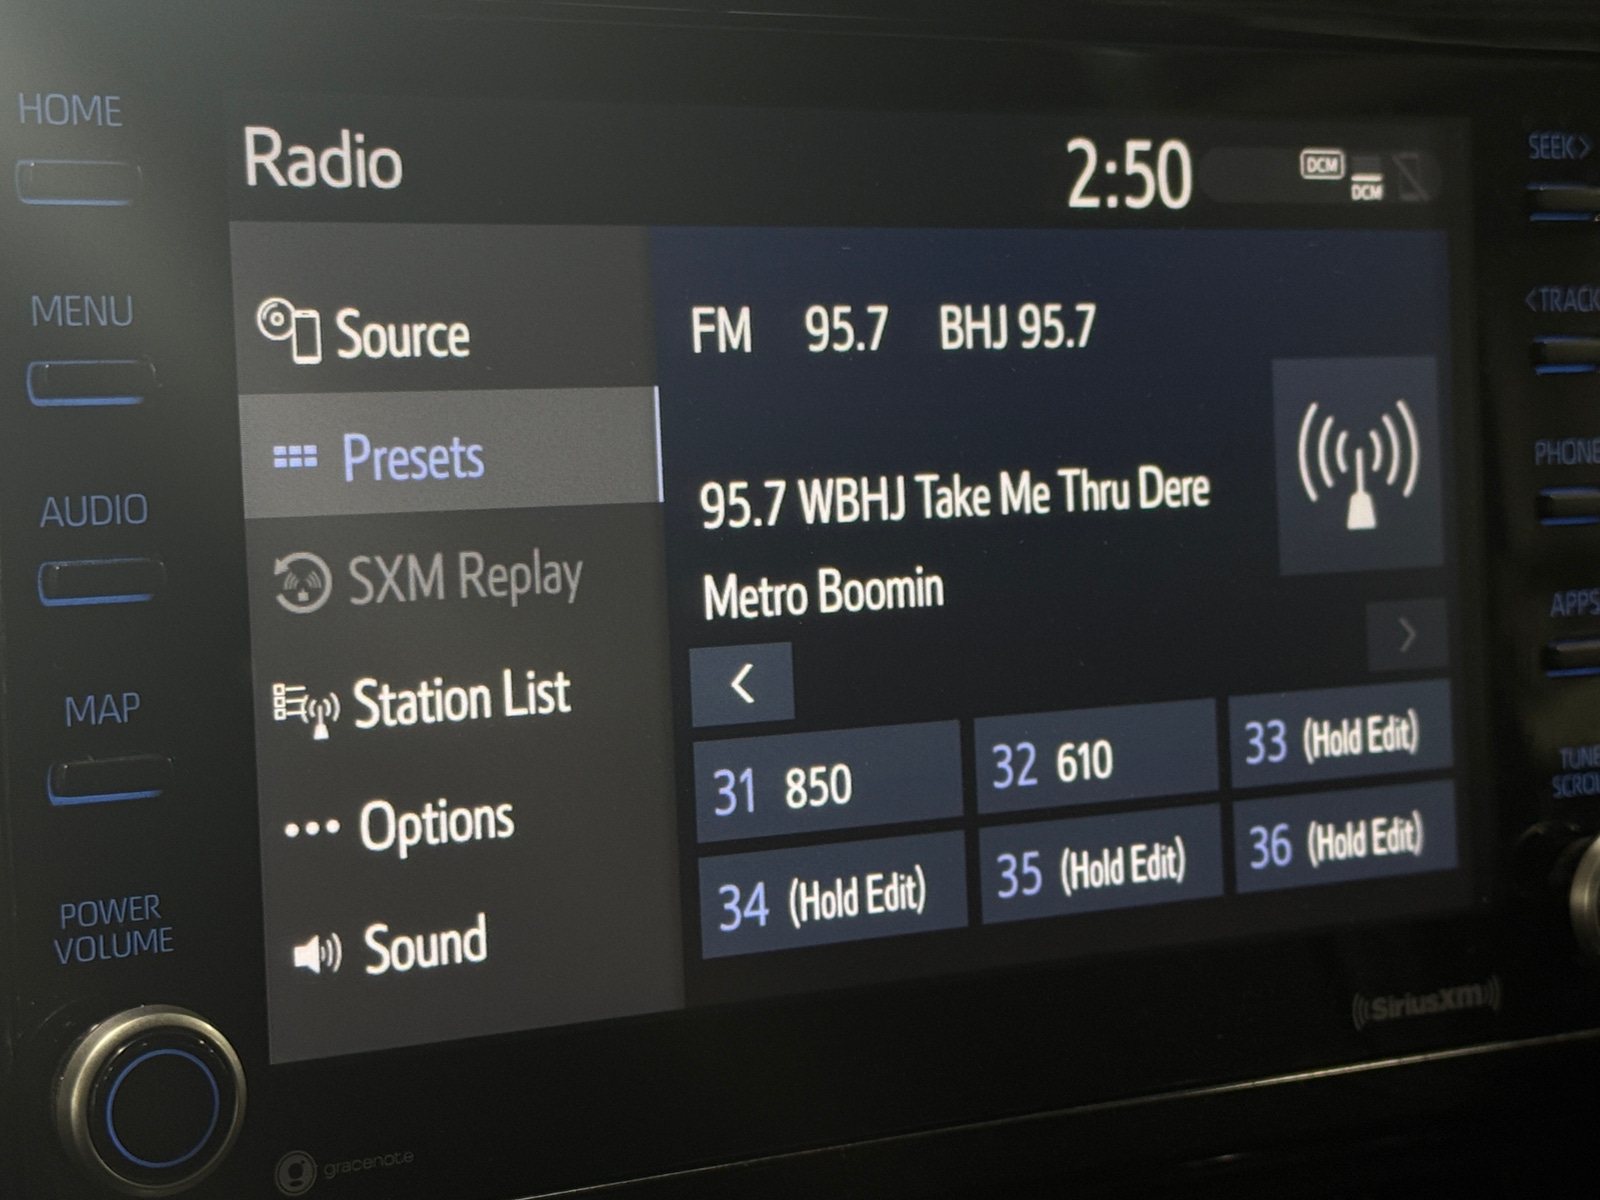 HOME
Radio
2:50
DCM
DCM
SEEK>
MENU
Source
FM 95.7 BHJ 95.7
<TRACK
Presets
PHONE
AUDIO
95.7 WBHJ Take Me Thru Dere
SXM Replay
Metro Boomin
APPS
MAP
Station List
<
>
31 850
32 610
33 (Hold Edit)
Options
34 (Hold Edit)
35 (Hold Edit)
36 (Hold Edit)
POWER
VOLUME
Sound
SiriusXM
gracenote